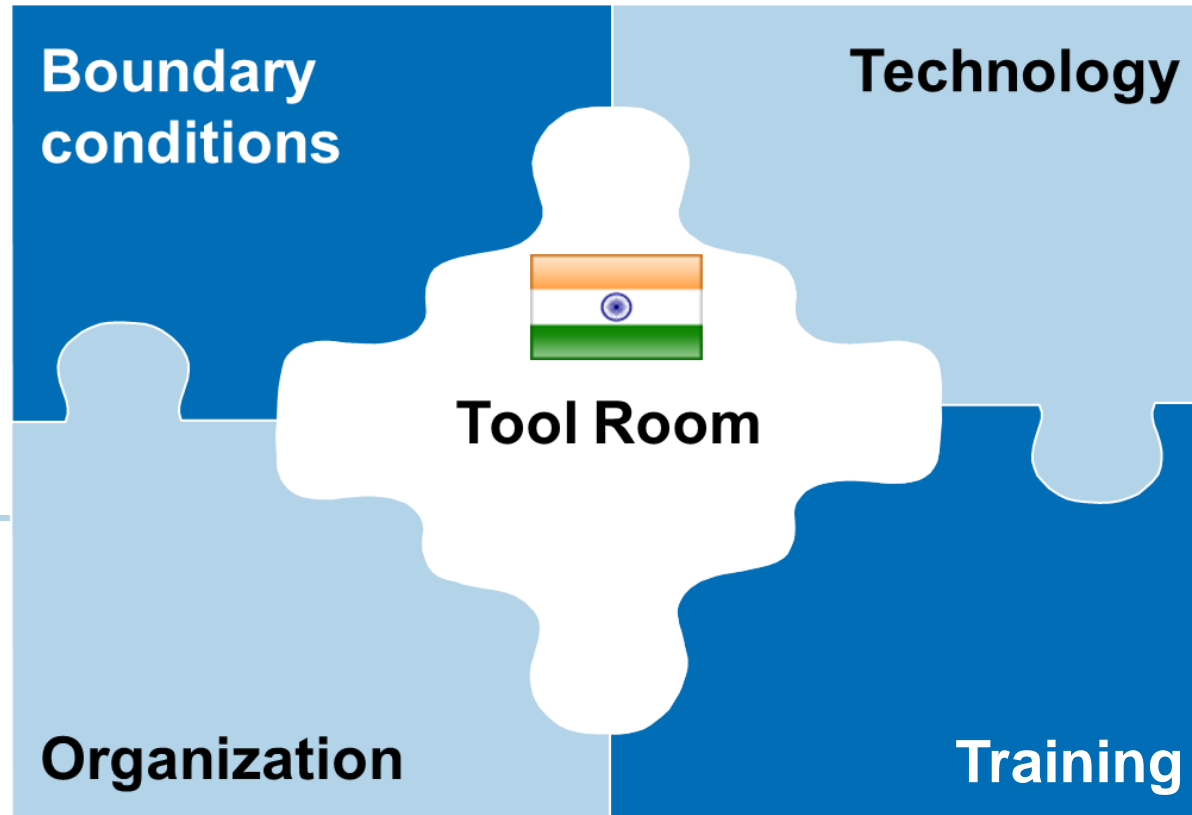 Boundary
conditions
Technology
Tool Room
Organization
Training